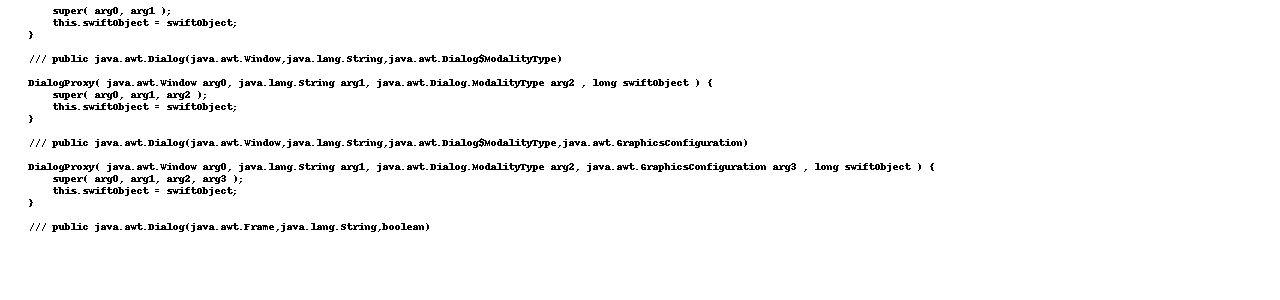 super( arg0, arg1 );
this.swiftObject = swiftObject;
}
/// public java.awt.Dialog(java.awt.Window,java.lang.String,java.awt.Dialog$ModalityType)
DialogProxy( java.awt.Window arg0, java.lang.String arg1, java.awt.Dialog.ModalityType arg2 , long swiftObject ) {
super( arg0, arg1, arg2 );
this.swiftObject = swiftObject;
}
/// public java.awt.Dialog(java.awt.Window,java.lang.String,java.awt.Dialog$ModalityType,java.awt.GraphicsConfiguration)
DialogProxy( java.awt.Window arg0, java.lang.String arg1, java.awt.Dialog.ModalityType arg2, java.awt.GraphicsConfiguration arg3 , long swiftObject ) {
super( arg0, arg1, arg2, arg3 );
this.swiftObject = swiftObject;
}
/// public java.awt.Dialog(java.awt.Frame,java.lang.String,boolean)